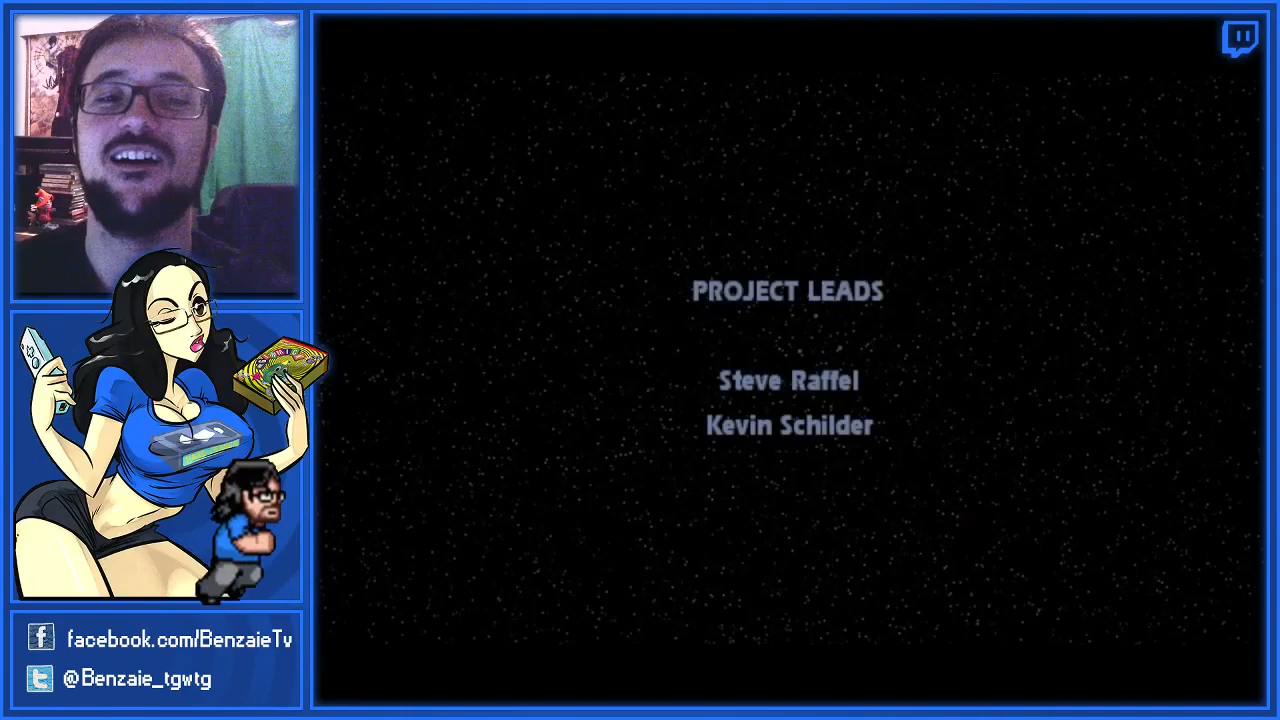 PROJECT LEADS
Steve Raffel
Kevin Schilder
facebook.com/BenzaieTv
@Benzaie_tgwtg